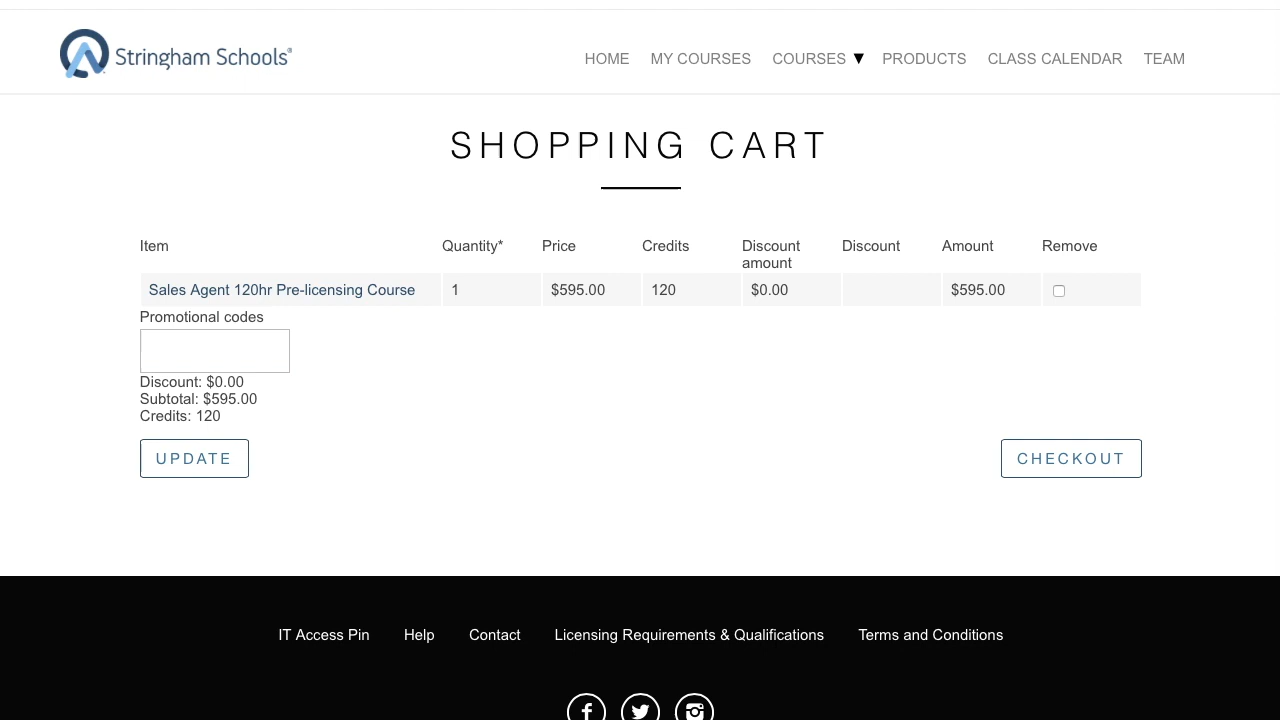 Stringham Schools®
HOME MY COURSES COURSES ▼ PRODUCTS CLASS CALENDAR TEAM
SHOPPING CART
Item Quantity* Price Credits Discount amount Discount Amount Remove
Sales Agent 120hr Pre-licensing Course 1 $595.00 120 $0.00 $595.00
Promotional codes
Discount: $0.00
Subtotal: $595.00
Credits: 120
UPDATE CHECKOUT
IT Access Pin Help Contact Licensing Requirements & Qualifications Terms and Conditions